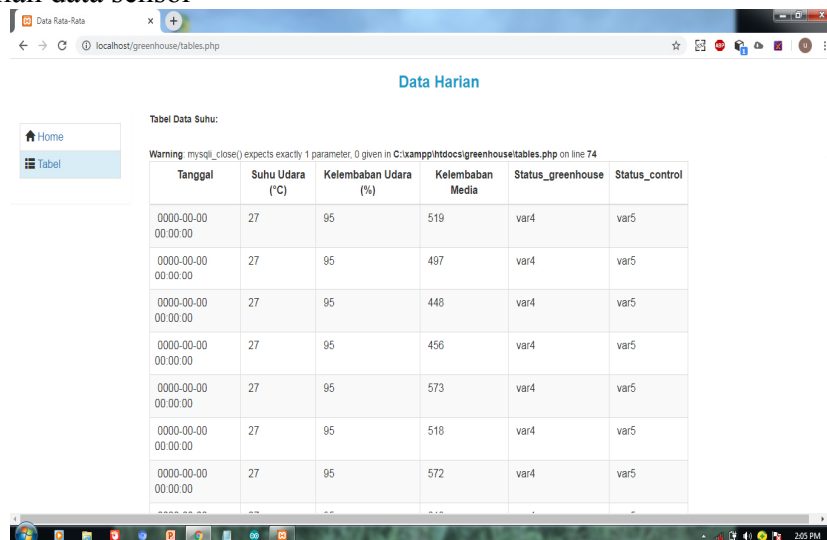 Data Rata-Rata
localhost/greenhouse/tables.php
Data Harian
Home
Tabel
Tabel Data Suhu:
Warning: mysqli_close() expects exactly 1 parameter, 0 given in C:\xampp\htdocs\greenhouse\tables.php on line 74
Tanggal Suhu Udara (°C) Kelembaban Udara (%) Kelembaban Media Status_greenhouse Status_control
0000-00-00 00:00:00 27 95 519 var4 var5
0000-00-00 00:00:00 27 95 497 var4 var5
0000-00-00 00:00:00 27 95 448 var4 var5
0000-00-00 00:00:00 27 95 456 var4 var5
0000-00-00 00:00:00 27 95 573 var4 var5
0000-00-00 00:00:00 27 95 518 var4 var5
0000-00-00 00:00:00 27 95 572 var4 var5
2:05 PM